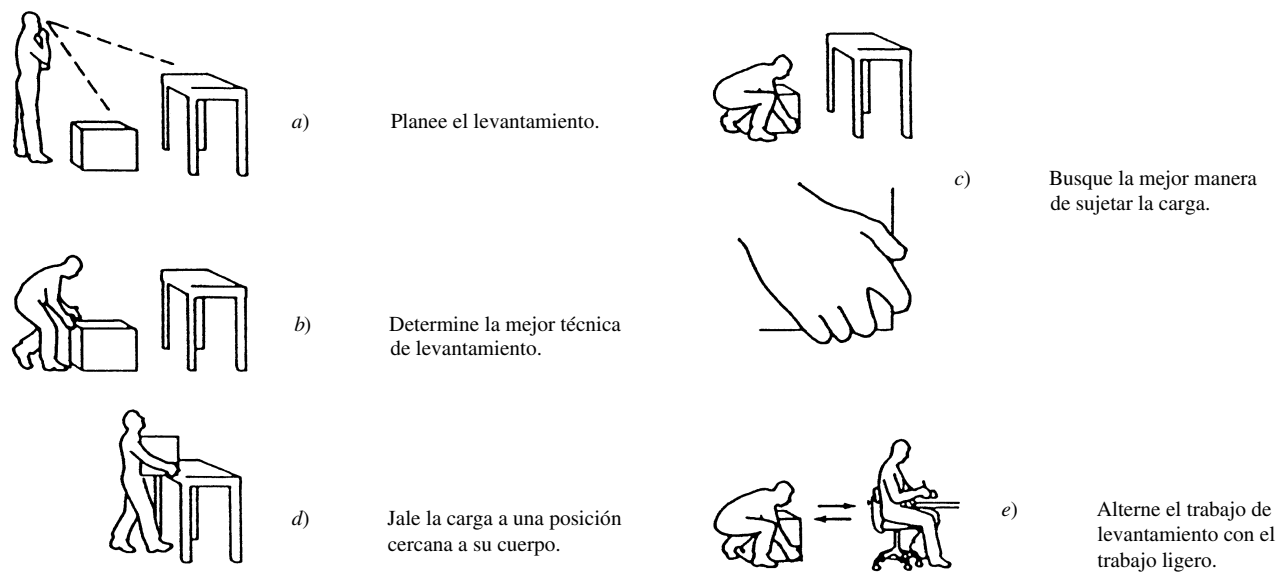 a) Planee el levantamiento.
b) Determine la mejor técnica
de levantamiento.
c) Busque la mejor manera
de sujetar la carga.
d) Jale la carga a una posición
cercana a su cuerpo.
e) Alterne el trabajo de
levantamiento con el
trabajo ligero.